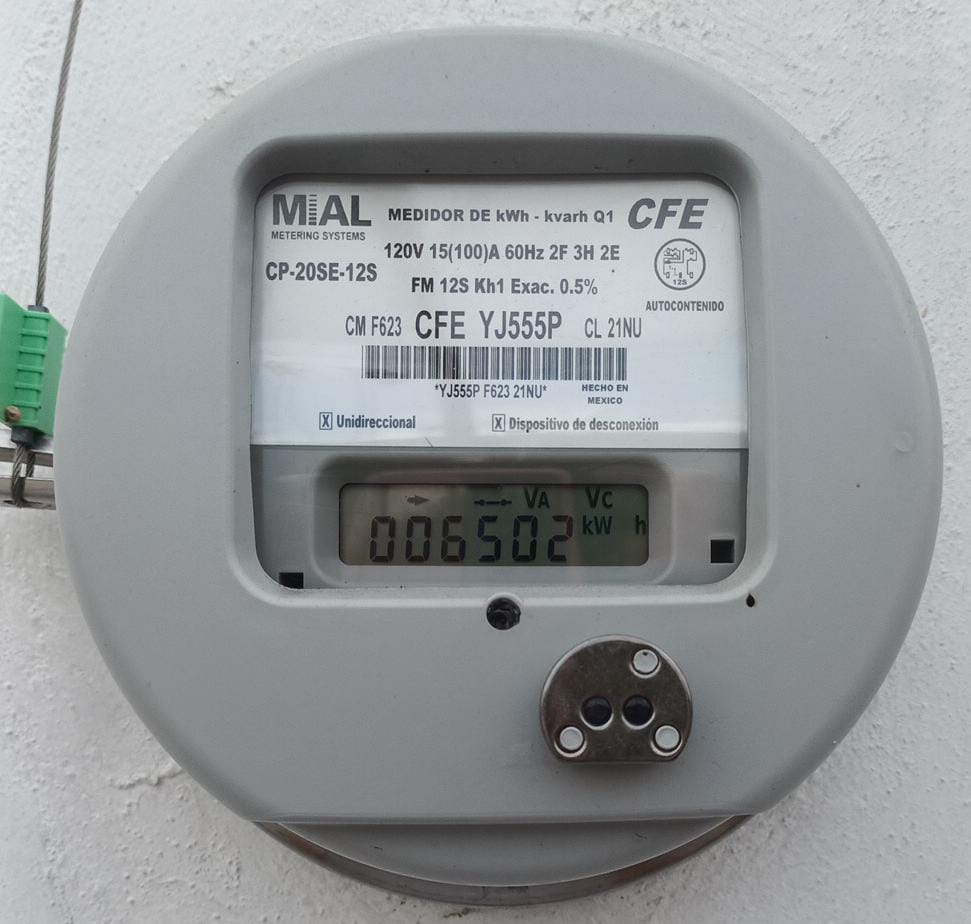 MIAL
METERING SYSTEMS
MEDIDOR DE kWh - kvarh Q1
CFE
120V 15(100)A 60Hz 2F 3H 2E
CP-20SE-12S
FM 12S Kh1 Exac. 0.5%
12S
AUTOCONTENIDO
CM F623 CFE YJ555P CL 21NU
*YJ555P F623 21NU*
HECHO EN
MEXICO
X Unidireccional
X Dispositivo de desconexión
VA VC
006502 kW h